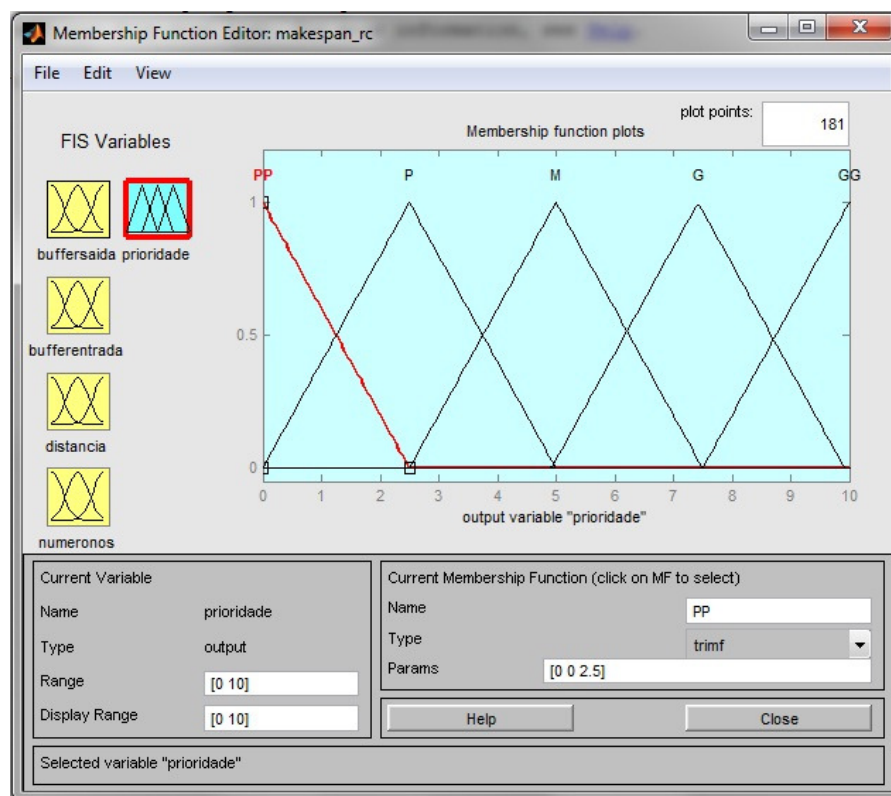 Membership Function Editor: makespan_rc
File Edit View
FIS Variables
plot points: 181
Membership function plots
buffersaida prioridade
bufferentrada
distancia
numeronos
PP P M G GG
1
0.5
0
0 1 2 3 4 5 6 7 8 9 10
output variable "prioridade"
Current Variable
Name prioridade
Type output
Range [0 10]
Display Range [0 10]
Current Membership Function (click on MF to select)
Name PP
Type trimf
Params [0 0 2.5]
Help Close
Selected variable "prioridade"